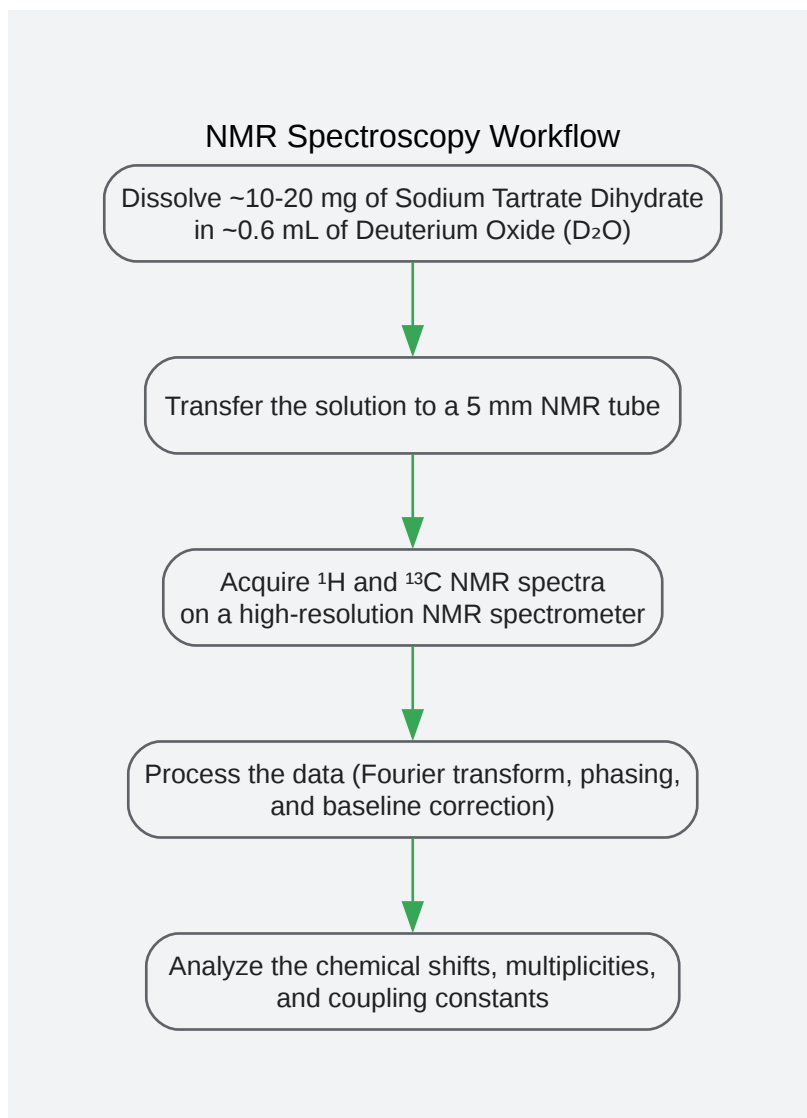 NMR Spectroscopy Workflow
Dissolve ~10-20 mg of Sodium Tartrate Dihydrate
in ~0.6 mL of Deuterium Oxide (D₂O)
Transfer the solution to a 5 mm NMR tube
Acquire ¹H and ¹³C NMR spectra
on a high-resolution NMR spectrometer
Process the data (Fourier transform, phasing,
and baseline correction)
Analyze the chemical shifts, multiplicities,
and coupling constants